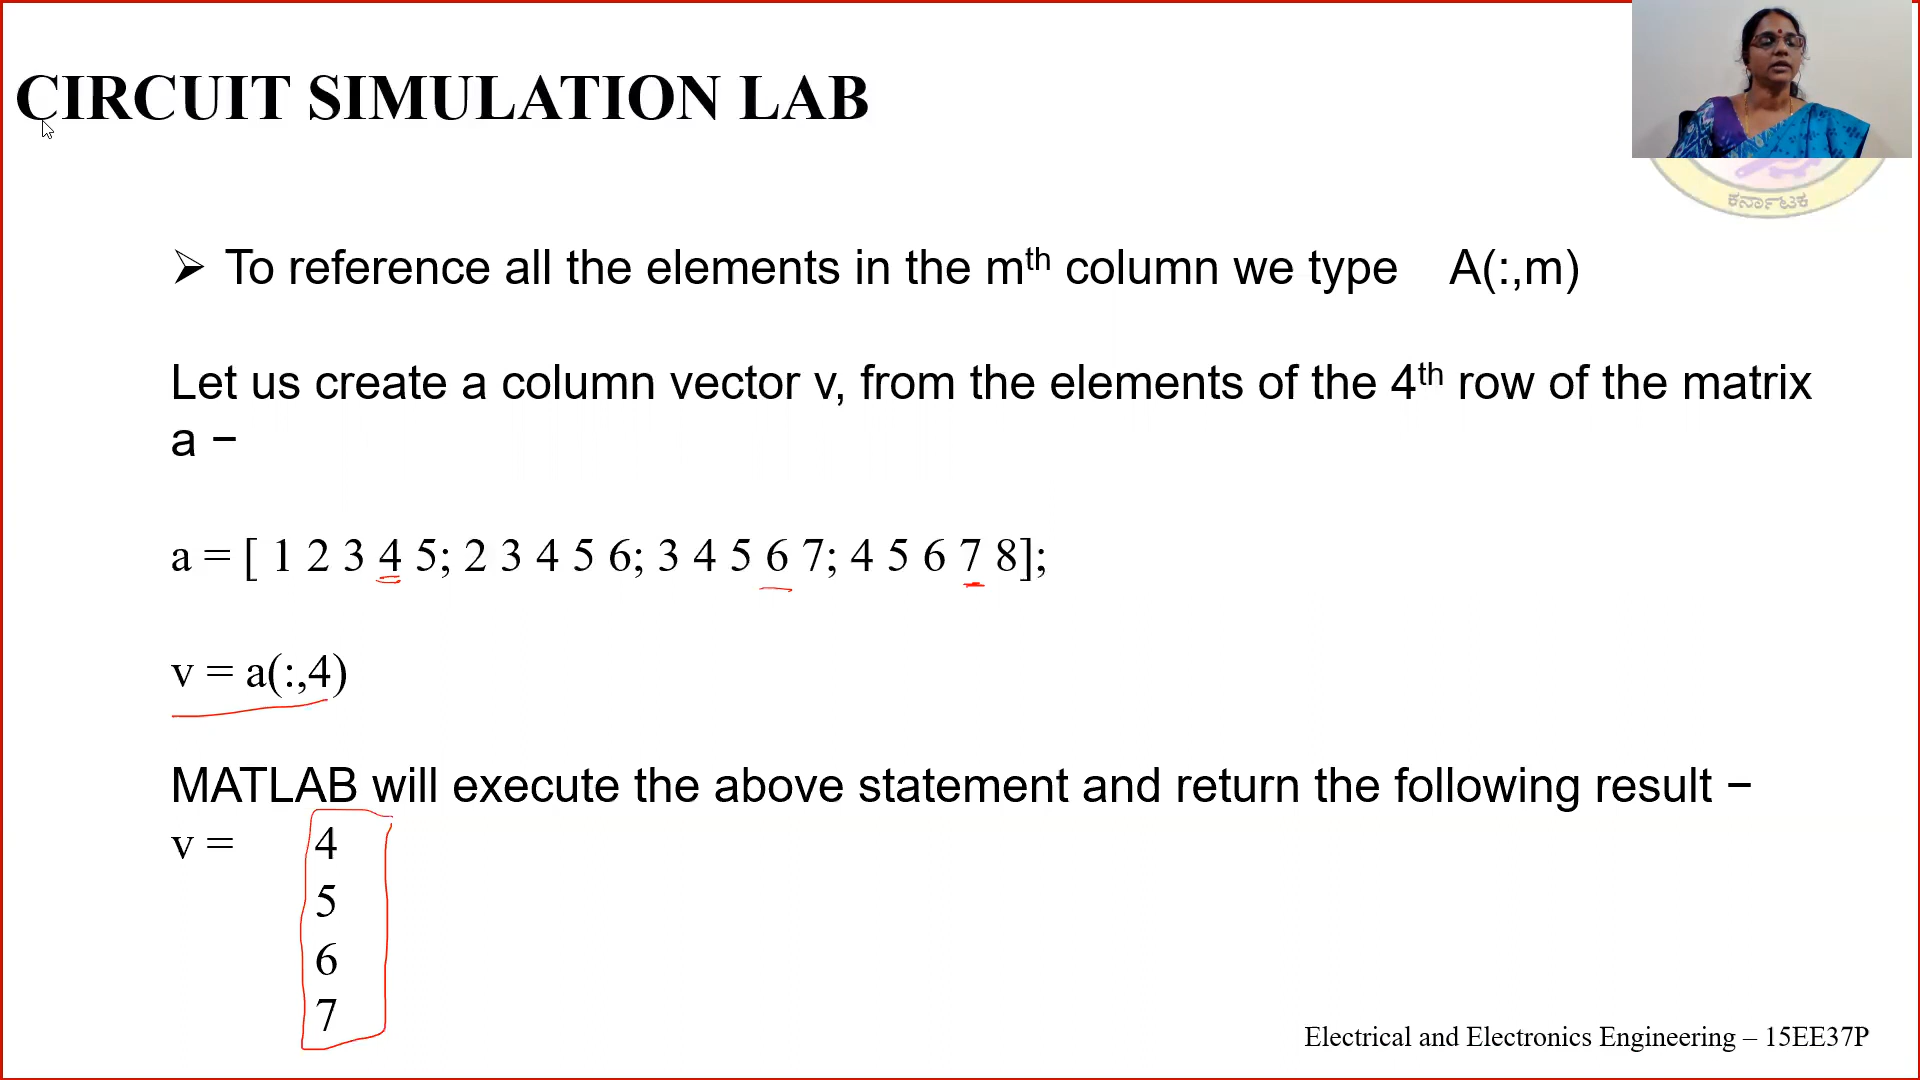 CIRCUIT SIMULATION LAB
ಕರ್ನಾಟಕ
➢ To reference all the elements in the mth column we type A(:,m)
Let us create a column vector v, from the elements of the 4th row of the matrix
a −
a = [ 1 2 3 4 5; 2 3 4 5 6; 3 4 5 6 7; 4 5 6 7 8];
v = a(:,4)
MATLAB will execute the above statement and return the following result −
v = 4
5
6
7
Electrical and Electronics Engineering – 15EE37P